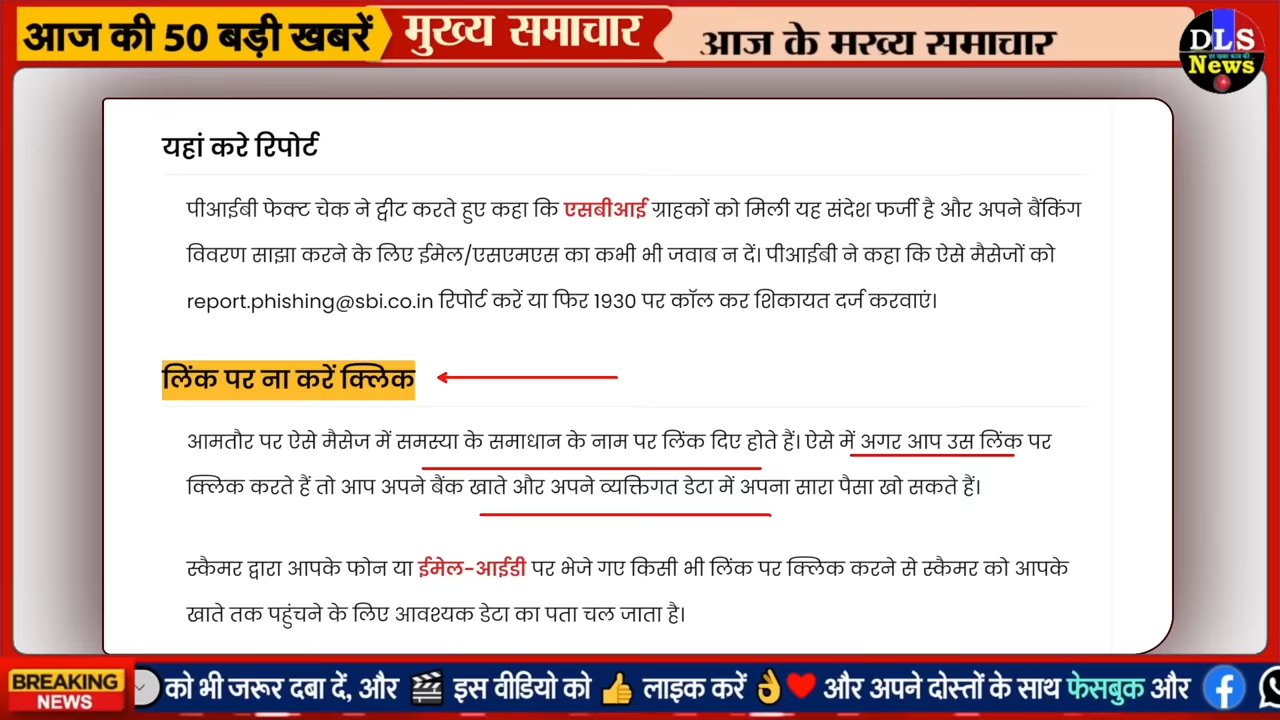 आज की 50 बड़ी खबरें
मुख्य समाचार
आज के मुख्य समाचार
DLS
News
यहां करे रिपोर्ट
पीआईबी फेक्ट चेक ने ट्वीट करते हुए कहा कि एसबीआई ग्राहकों को मिली यह संदेश फर्जी है और अपने बैंकिंग
विवरण साझा करने के लिए ईमेल/एसएमएस का कभी भी जवाब न दें। पीआईबी ने कहा कि ऐसे मैसेजों को
report.phishing@sbi.co.in रिपोर्ट करें या फिर 1930 पर कॉल कर शिकायत दर्ज करवाएं।
लिंक पर ना करें क्लिक
आमतौर पर ऐसे मैसेज में समस्या के समाधान के नाम पर लिंक दिए होते हैं। ऐसे में अगर आप उस लिंक पर
क्लिक करते हैं तो आप अपने बैंक खाते और अपने व्यक्तिगत डेटा में अपना सारा पैसा खो सकते हैं।
स्कैमर द्वारा आपके फोन या ईमेल-आईडी पर भेजे गए किसी भी लिंक पर क्लिक करने से स्कैमर को आपके
खाते तक पहुंचने के लिए आवश्यक डेटा का पता चल जाता है।
BREAKING
NEWS
को भी जरूर दबा दें, और इस वीडियो को लाइक करें और अपने दोस्तों के साथ फेसबुक और